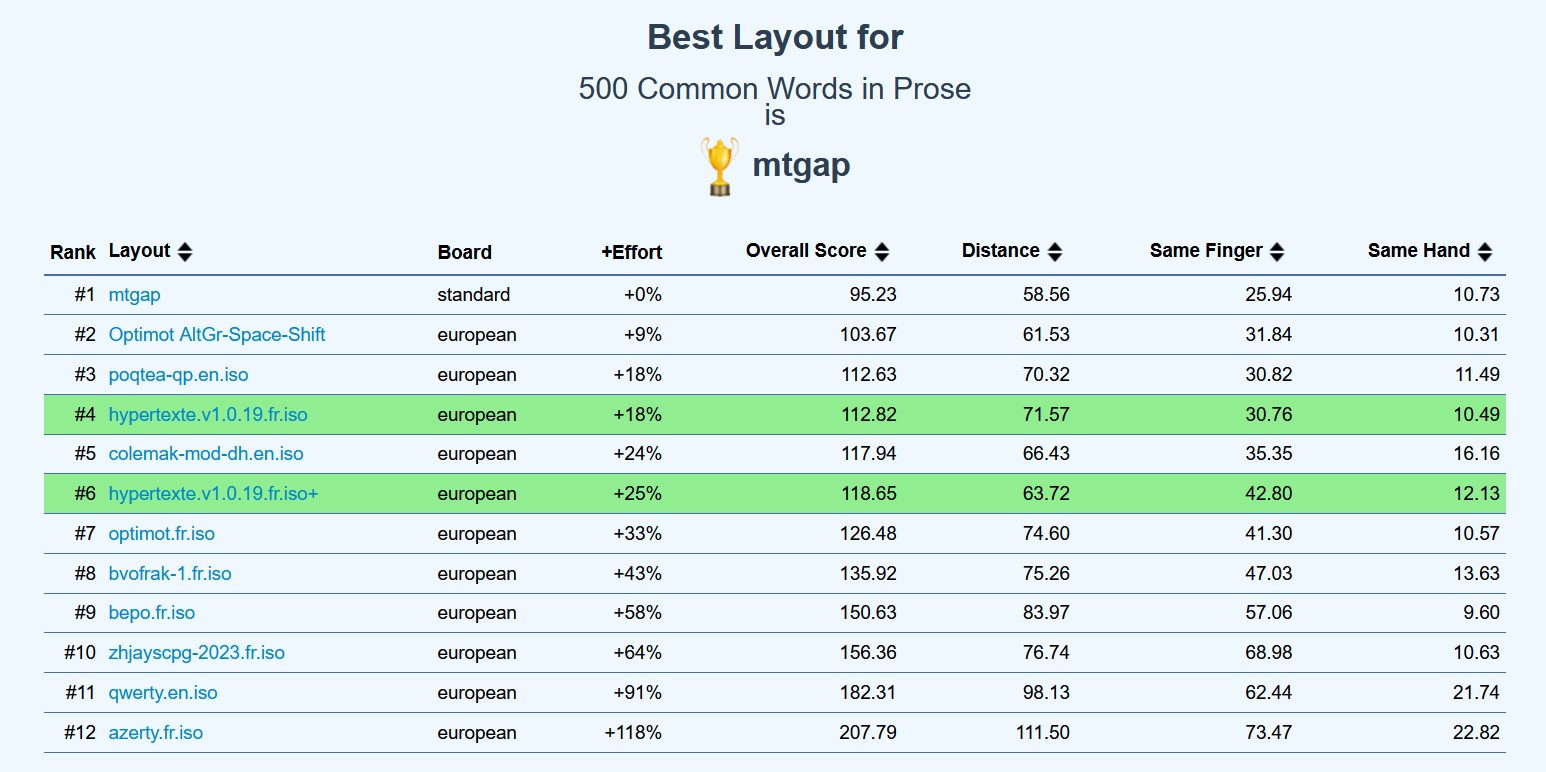 Best Layout for
500 Common Words in Prose
is
mtgap
Rank Layout Board +Effort Overall Score Distance Same Finger Same Hand
#1 mtgap standard +0% 95.23 58.56 25.94 10.73
#2 Optimot AltGr-Space-Shift european +9% 103.67 61.53 31.84 10.31
#3 poqtea-qp.en.iso european +18% 112.63 70.32 30.82 11.49
#4 hypertexte.v1.0.19.fr.iso european +18% 112.82 71.57 30.76 10.49
#5 colemak-mod-dh.en.iso european +24% 117.94 66.43 35.35 16.16
#6 hypertexte.v1.0.19.fr.iso+ european +25% 118.65 63.72 42.80 12.13
#7 optimot.fr.iso european +33% 126.48 74.60 41.30 10.57
#8 bvofrak-1.fr.iso european +43% 135.92 75.26 47.03 13.63
#9 bepo.fr.iso european +58% 150.63 83.97 57.06 9.60
#10 zhjayscpg-2023.fr.iso european +64% 156.36 76.74 68.98 10.63
#11 qwerty.en.iso european +91% 182.31 98.13 62.44 21.74
#12 azerty.fr.iso european +118% 207.79 111.50 73.47 22.82